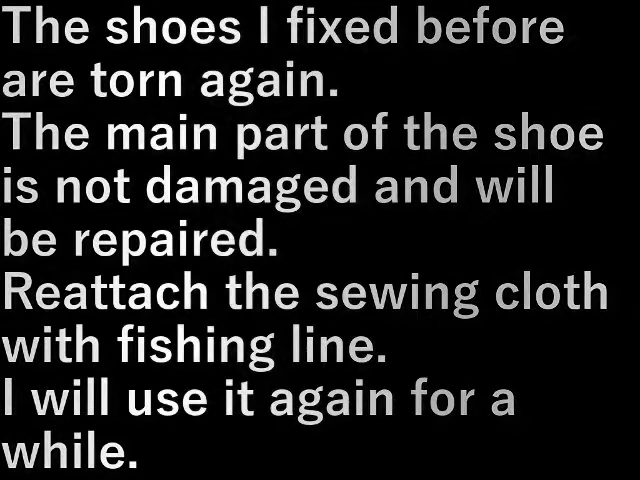 The shoes I fixed before
are torn again.
The main part of the shoe
is not damaged and will
be repaired.
Reattach the sewing cloth
with fishing line.
I will use it again for a
while.